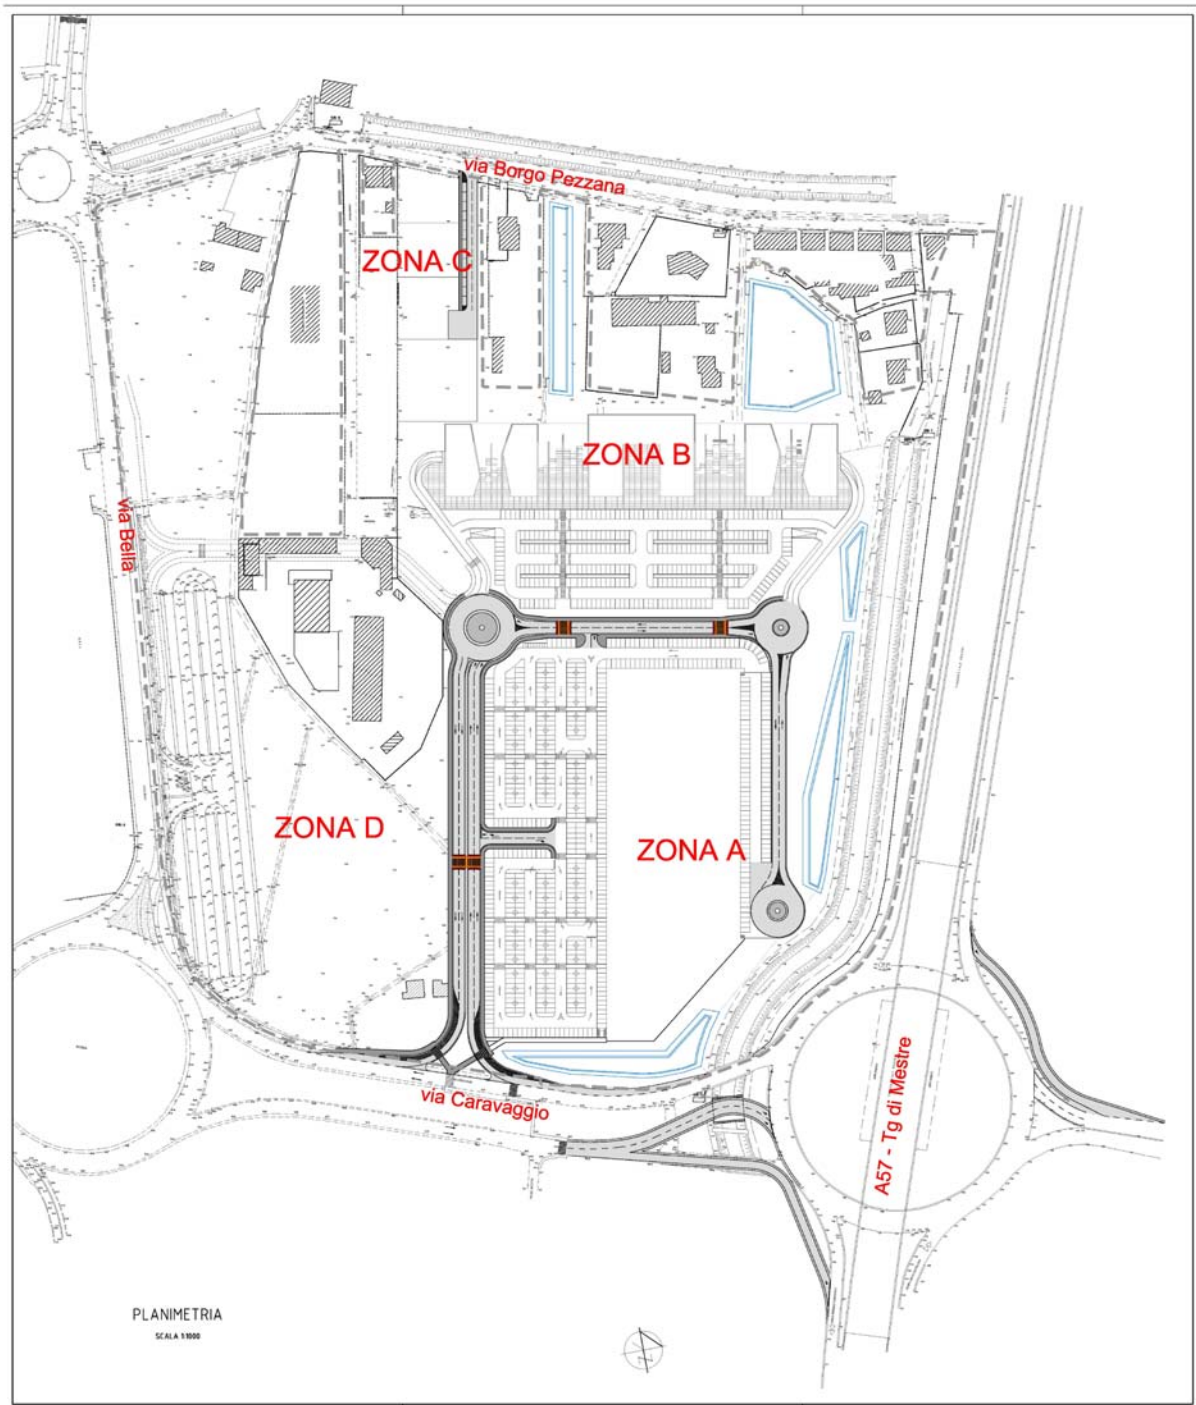 via Borgo Pezzana
ZONA C
ZONA B
via Bella
ZONA D
ZONA A
A57 - Tg di Mestre
via Caravaggio
PLANIMETRIA
SCALA 1:1000